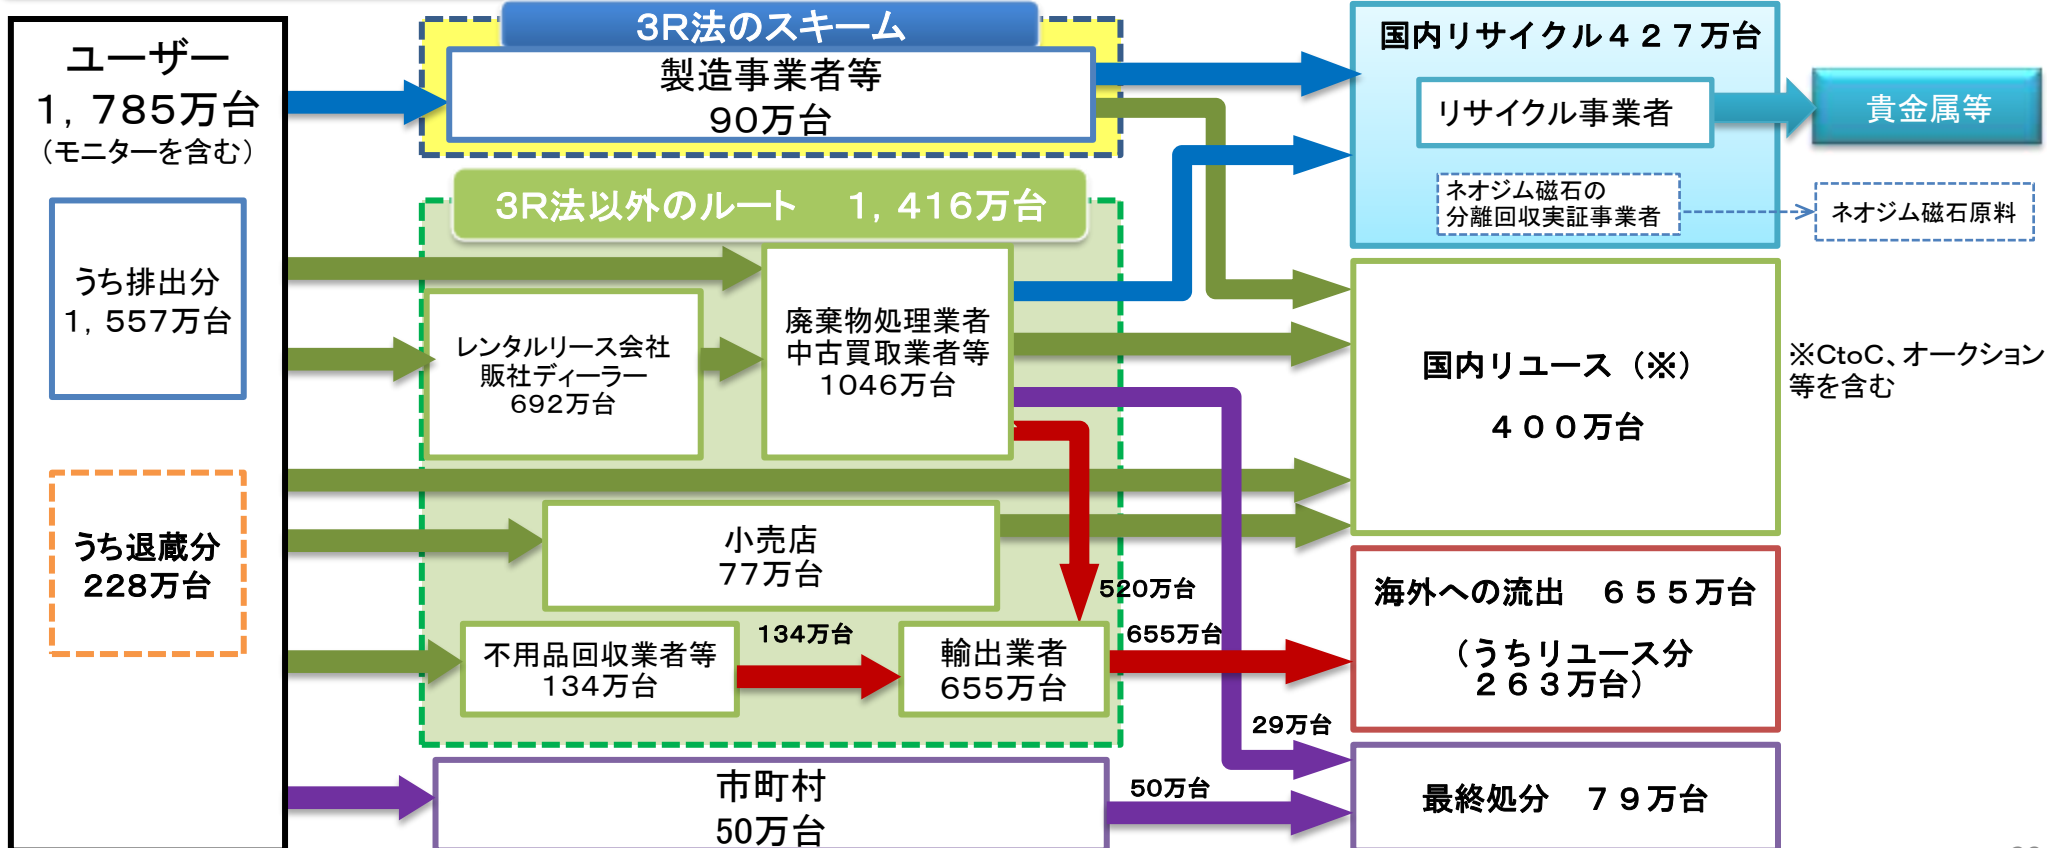 ユーザー
１，７８５万台
（モニターを含む）
うち排出分
１，５５７万台
うち退蔵分
２２８万台
３Ｒ法のスキーム
製造事業者等
９０万台
３Ｒ法以外のルート　１，４１６万台
レンタルリース会社
販社ディーラー
６９２万台
廃棄物処理業者
中古買取業者等
１０４６万台
小売店
７７万台
520万台
不用品回収業者等
１３４万台
134万台
輸出業者
６５５万台
655万台
29万台
市町村
５０万台
50万台
国内リサイクル４２７万台
リサイクル事業者
ネオジム磁石の
分離回収実証事業者
貴金属等
ネオジム磁石原料
国内リユース（※）
４００万台
※CtoC、オークション
等を含む
海外への流出　６５５万台
（うちリユース分
２６３万台）
最終処分　７９万台